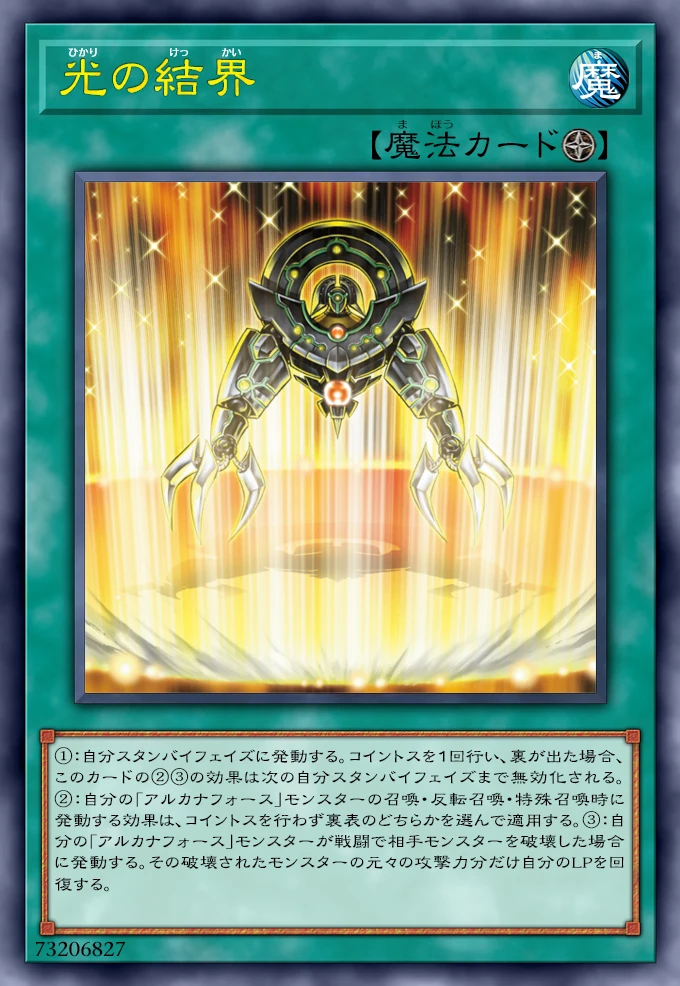 ひかり けっ かい
光の結界
ま
魔
ま ほう
【魔法カード】
①:自分スタンバイフェイズに発動する。コイントスを1回行い、裏が出た場合、
このカードの②③の効果は次の自分スタンバイフェイズまで無効化される。
②:自分の「アルカナフォース」モンスターの召喚・反転召喚・特殊召喚時に
発動する効果は、コイントスを行わず裏表のどちらかを選んで適用する。③:自
分の「アルカナフォース」モンスターが戦闘で相手モンスターを破壊した場合
に発動する。その破壊されたモンスターの元々の攻撃力分だけ自分のLPを回
復する。
73206827